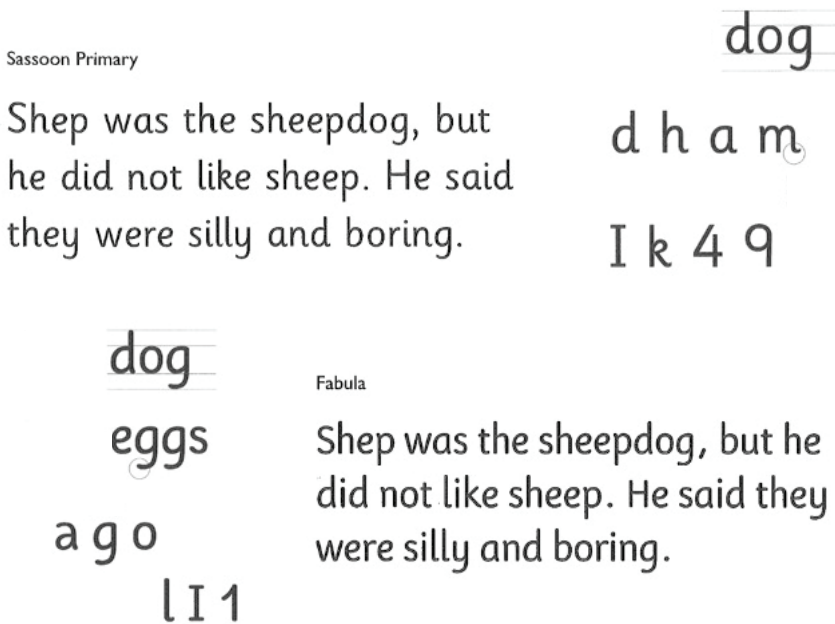 Sassoon Primary
Shep was the sheepdog, but
he did not like sheep. He said
they were silly and boring.
dog
d h a m
I k 4 9
dog
eggs
a g o
l I 1
Fabula
Shep was the sheepdog, but he
did not like sheep. He said they
were silly and boring.